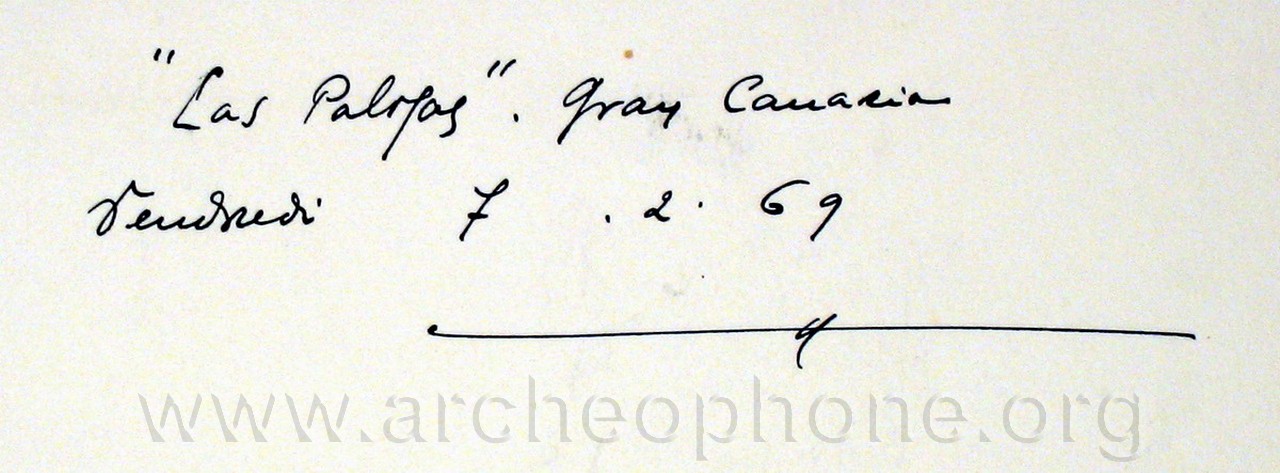 "Las Palmas". Gran Canaria
Vendredi 7 . 2 . 69
www.archeophone.org